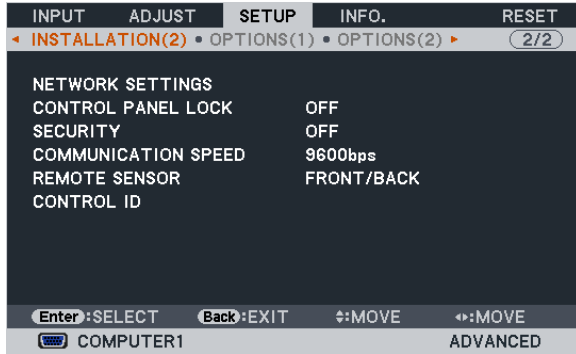 INPUT ADJUST SETUP INFO. RESET
INSTALLATION(2) • OPTIONS(1) • OPTIONS(2) 2/2
NETWORK SETTINGS
CONTROL PANEL LOCK OFF
SECURITY OFF
COMMUNICATION SPEED 9600bps
REMOTE SENSOR FRONT/BACK
CONTROL ID
Enter :SELECT Back :EXIT :MOVE :MOVE
COMPUTER1 ADVANCED